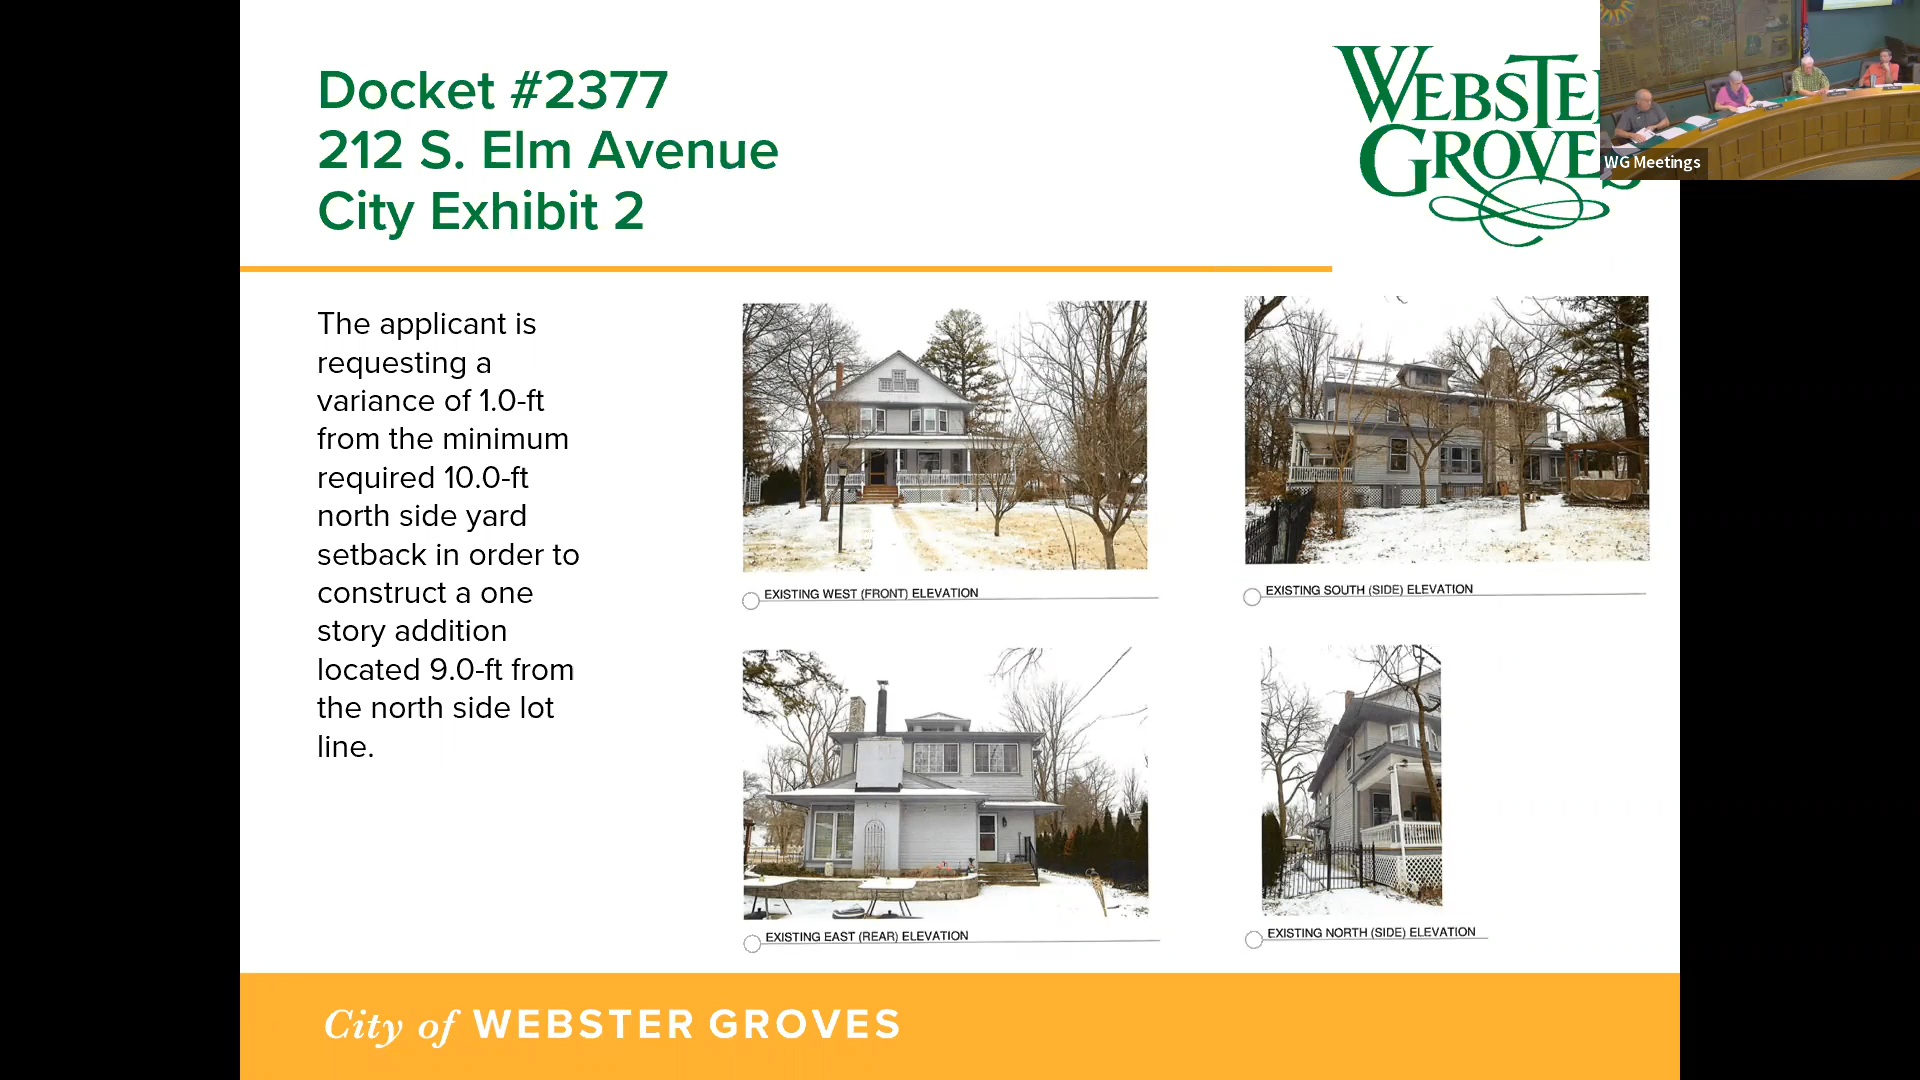 Docket #2377
212 S. Elm Avenue
City Exhibit 2
WEBSTE
GROVES
WG Meetings
The applicant is
requesting a
variance of 1.0-ft
from the minimum
required 10.0-ft
north side yard
setback in order to
construct a one
story addition
located 9.0-ft from
the north side lot
line.
EXISTING WEST (FRONT) ELEVATION
EXISTING SOUTH (SIDE) ELEVATION
EXISTING EAST (REAR) ELEVATION
EXISTING NORTH (SIDE) ELEVATION
City of WEBSTER GROVES